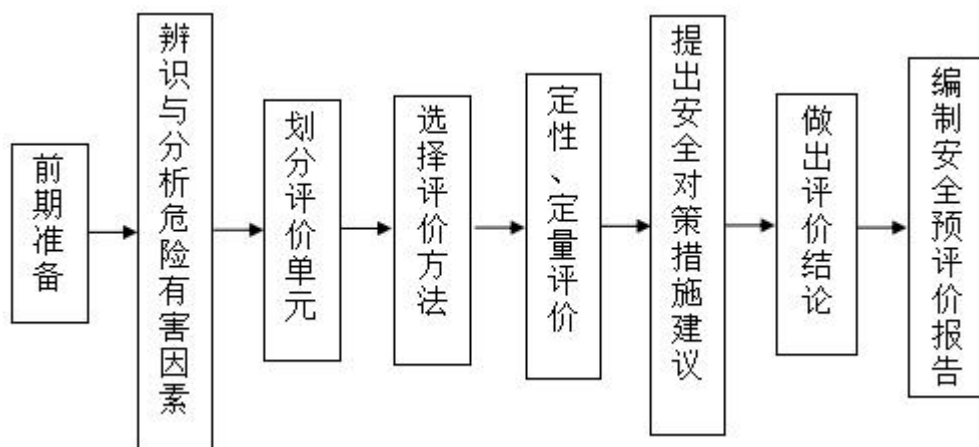 前期准备
辨识与分析危险有害因素
划分评价单元
选择评价方法
定性、定量评价
提出安全对策措施建议
做出评价结论
编制安全预评价报告